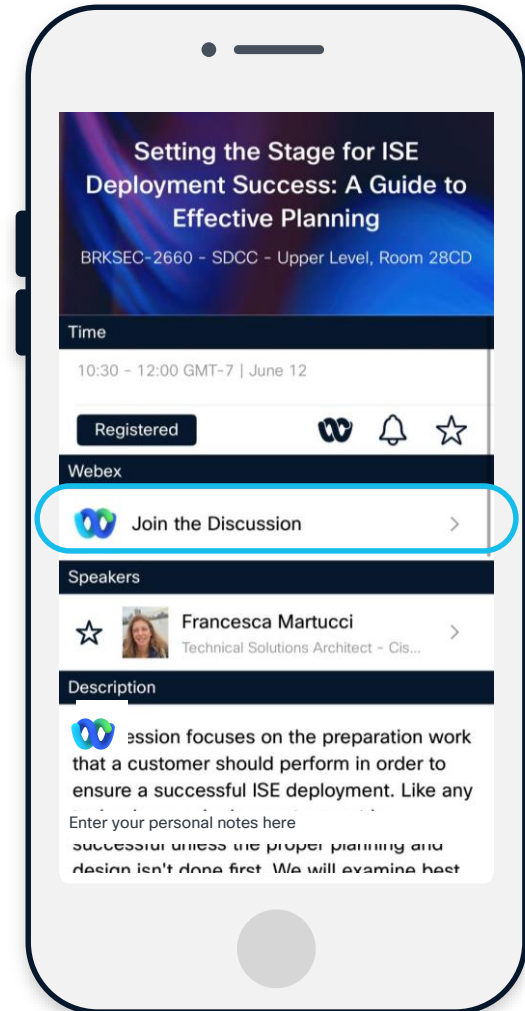 Setting the Stage for ISE
Deployment Success: A Guide to
Effective Planning
BRKSEC-2660 - SDCC - Upper Level, Room 28CD
Time
10:30 - 12:00 GMT-7 | June 12
Registered
Webex
Join the Discussion
Speakers
Francesca Martucci
Technical Solutions Architect - Cis...
Description
ession focuses on the preparation work
that a customer should perform in order to
ensure a successful ISE deployment. Like any
Enter your personal notes here
successful unless the proper planning and
design isn't done first. We will examine best